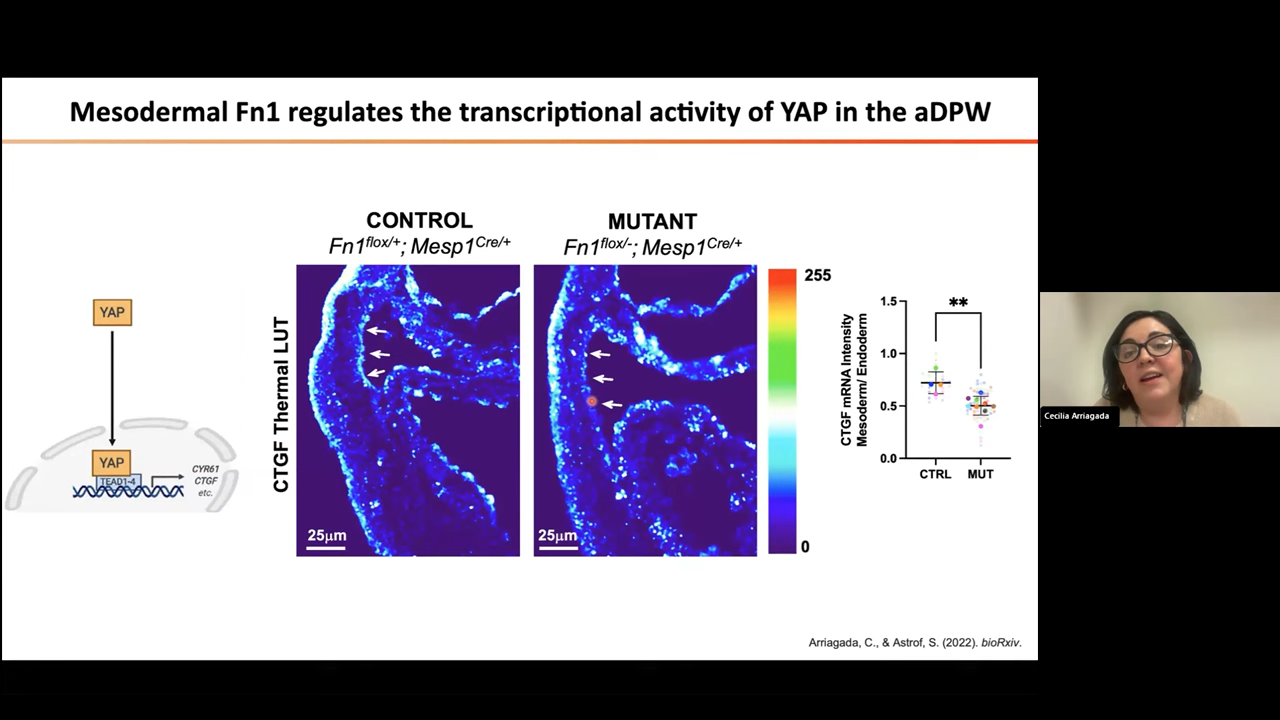 Mesodermal Fn1 regulates the transcriptional activity of YAP in the aDPW
CONTROL
Fn1flox/+; Mesp1Cre/+
MUTANT
Fn1flox/-; Mesp1Cre/+
YAP
YAP
TEAD1-4
CYR61
CTGF
etc.
CTGF Thermal LUT
25μm
25μm
255
0
CTGF mRNA Intensity
Mesoderm/ Endoderm
1.5
1.0
0.5
0.0
**
CTRL
MUT
Arriagada, C., & Astrof, S. (2022). bioRxiv.
Cecilia Arriagada